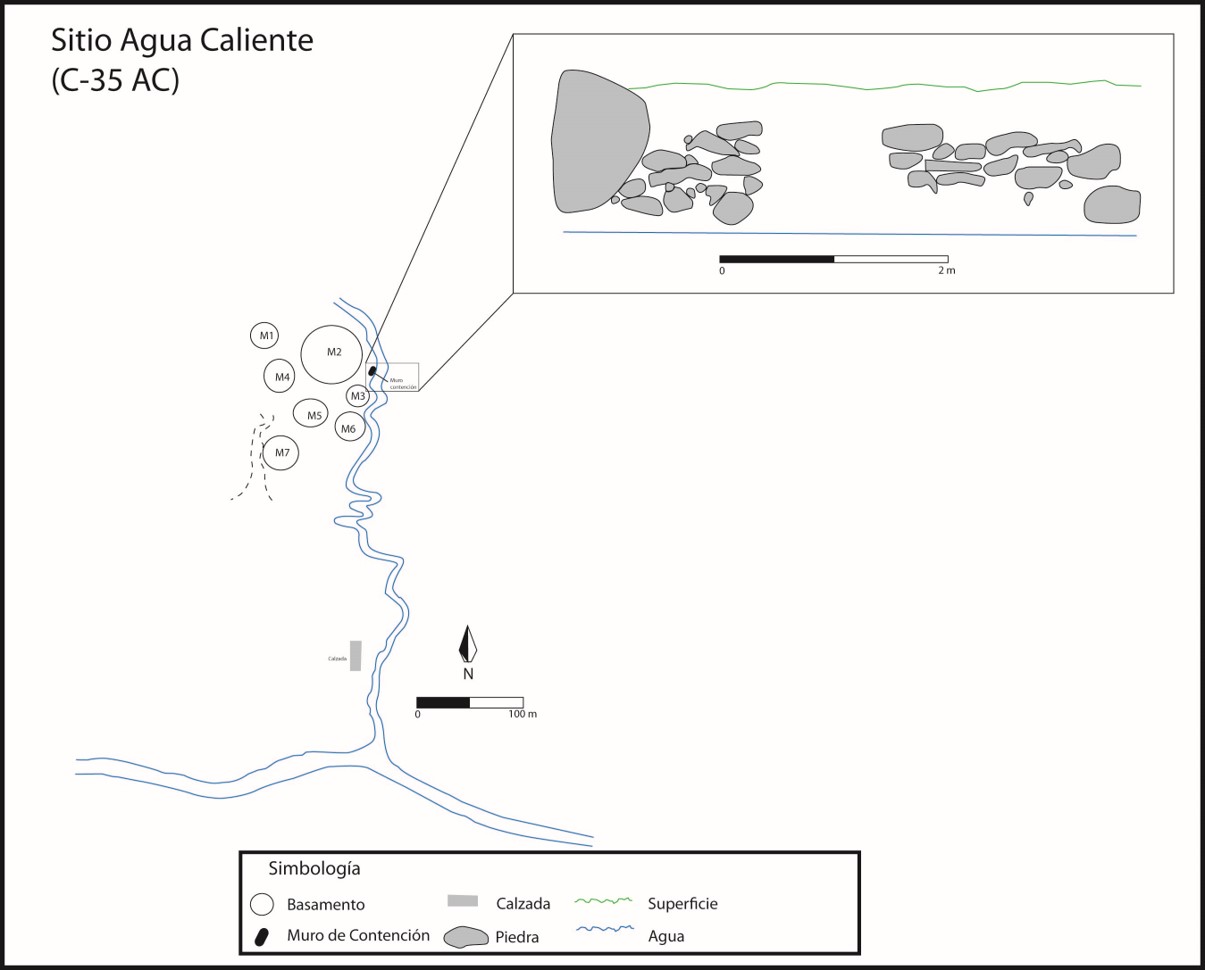 Sitio Agua Caliente
(C-35 AC)
0
2 m
M1
M2
M4
Muro
contención
M3
M5
M6
M7
Calzada
N
0
100 m
Simbología
Basamento
Calzada
Superficie
Muro de Contención
Piedra
Agua